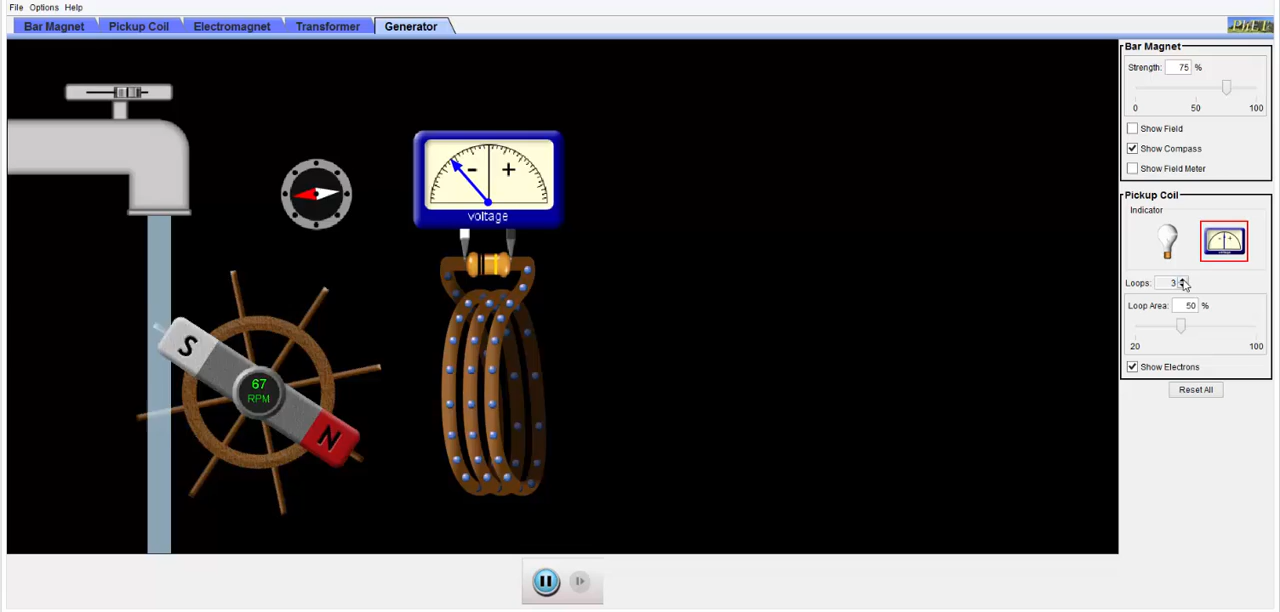 File Options Help
Bar Magnet Pickup Coil Electromagnet Transformer Generator
PhET
Bar Magnet
Strength: 75 %
0 50 100
Show Field
Show Compass
Show Field Meter
- +
voltage
Pickup Coil
Indicator
Loops: 3
Loop Area: 50 %
20 100
Show Electrons
Reset All
S
67
RPM
N